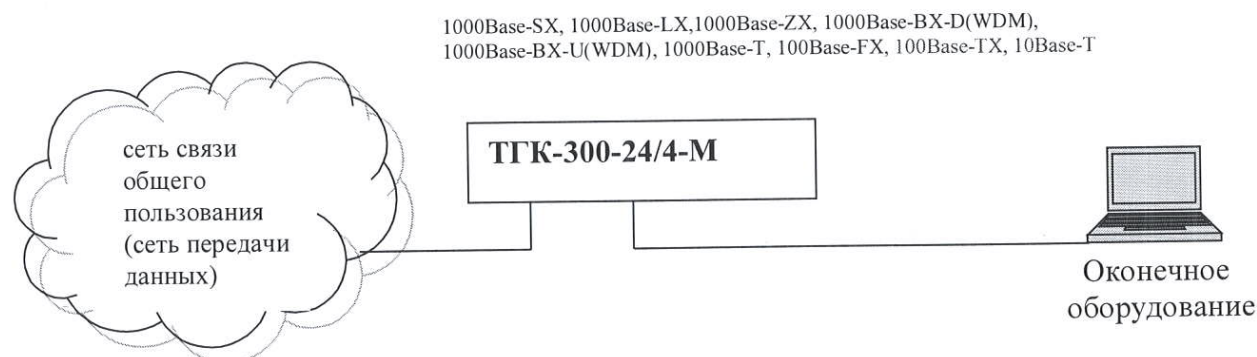 1000Base-SX, 1000Base-LX,1000Base-ZX, 1000Base-BX-D(WDM),
1000Base-BX-U(WDM), 1000Base-T, 100Base-FX, 100Base-TX, 10Base-T
сеть связи
общего
пользования
(сеть передачи
данных)
ТГК-300-24/4-М
Оконечное
оборудование